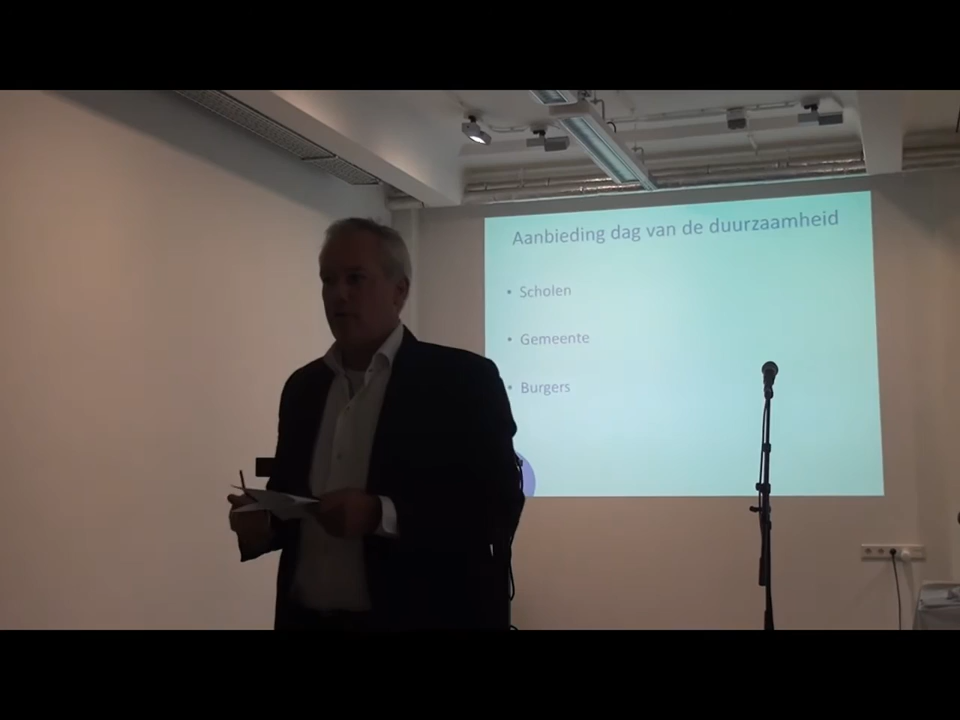 Aanbieding dag van de duurzaamheid
• Scholen
• Gemeente
• Burgers